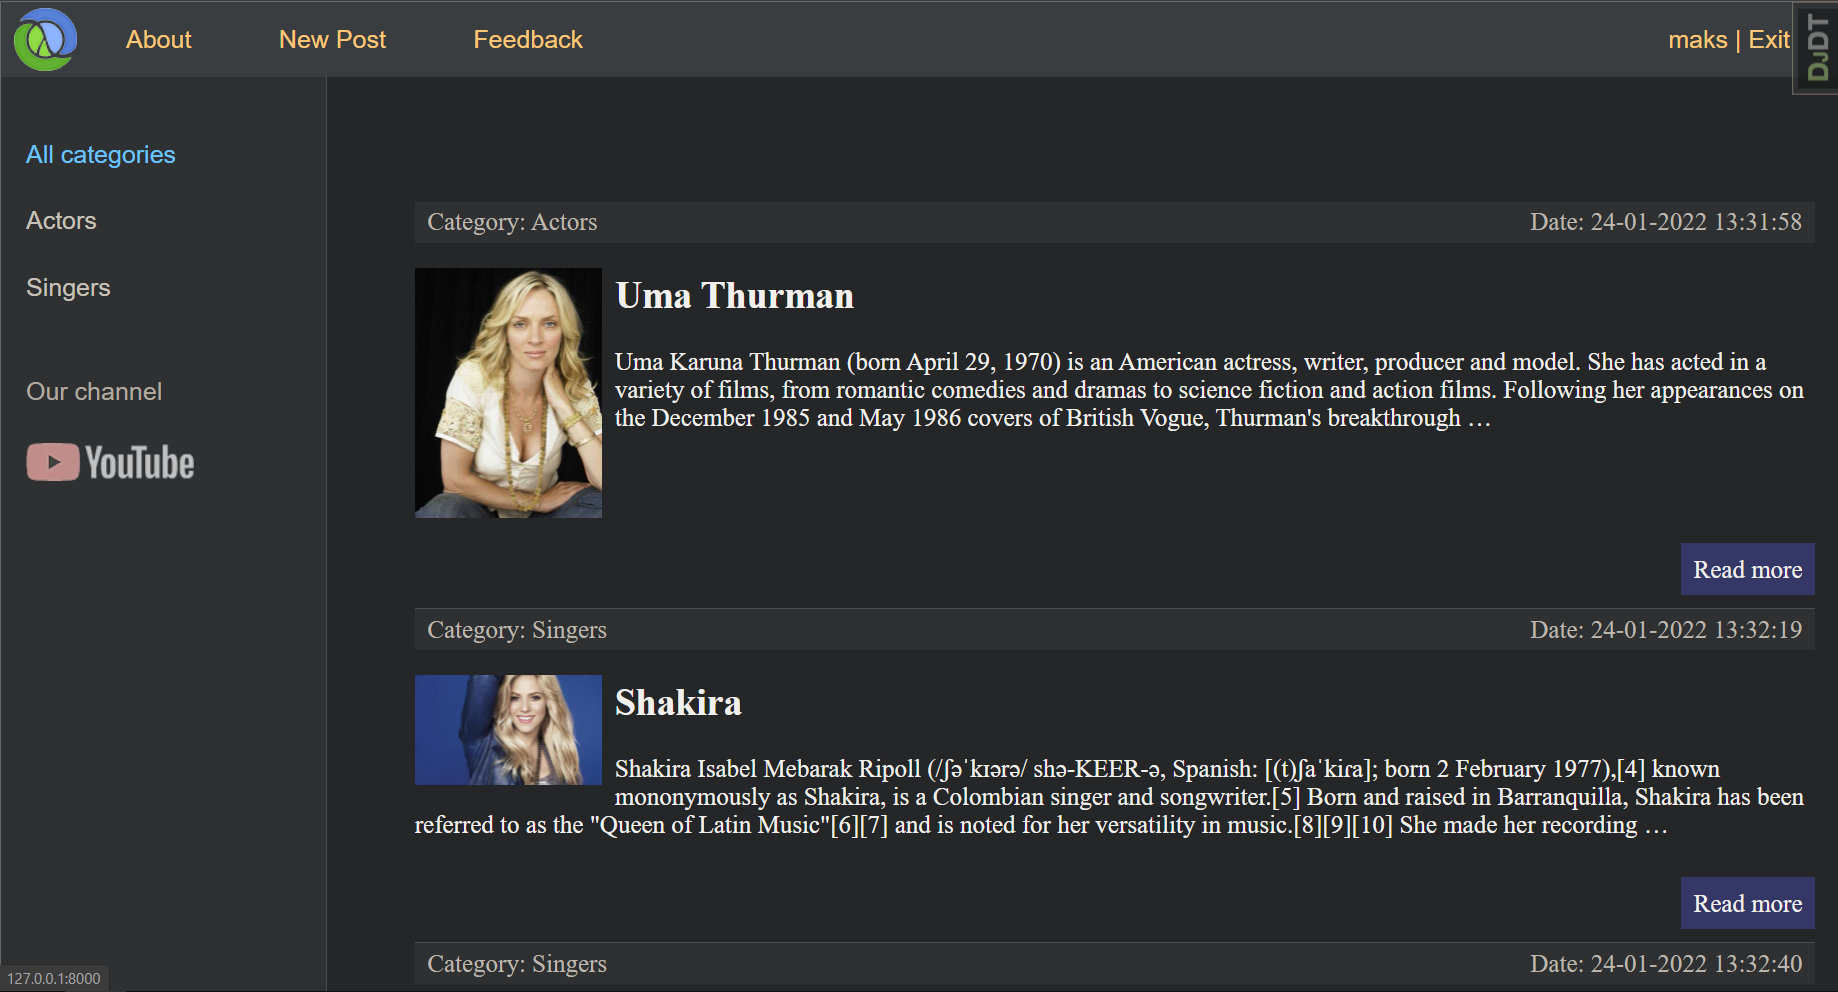 About New Post Feedback maks | Exit
DJDT
All categories
Actors
Singers
Our channel
YouTube
Category: Actors Date: 24-01-2022 13:31:58
Uma Thurman
Uma Karuna Thurman (born April 29, 1970) is an American actress, writer, producer and model. She has acted in a
variety of films, from romantic comedies and dramas to science fiction and action films. Following her appearances on
the December 1985 and May 1986 covers of British Vogue, Thurman's breakthrough …
Read more
Category: Singers Date: 24-01-2022 13:32:19
Shakira
Shakira Isabel Mebarak Ripoll (/ʃəˈkɪərə/ shə-KEER-ə, Spanish: [(t)ʃaˈkiɾa]; born 2 February 1977),[4] known
mononymously as Shakira, is a Colombian singer and songwriter.[5] Born and raised in Barranquilla, Shakira has been
referred to as the "Queen of Latin Music"[6][7] and is noted for her versatility in music.[8][9][10] She made her recording …
Read more
Category: Singers Date: 24-01-2022 13:32:40
127.0.0.1:8000